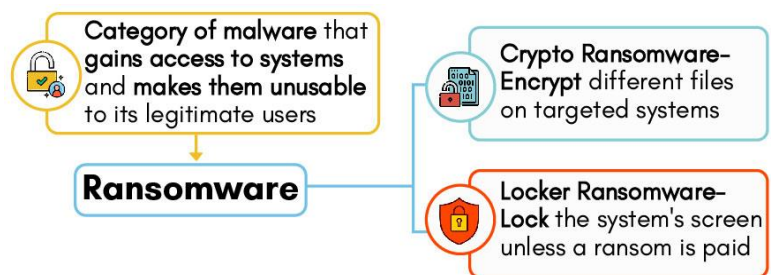 Category of malware that
gains access to systems
and makes them unusable
to its legitimate users
Ransomware
Crypto Ransomware-
Encrypt different files
on targeted systems
Locker Ransomware-
Lock the system's screen
unless a ransom is paid